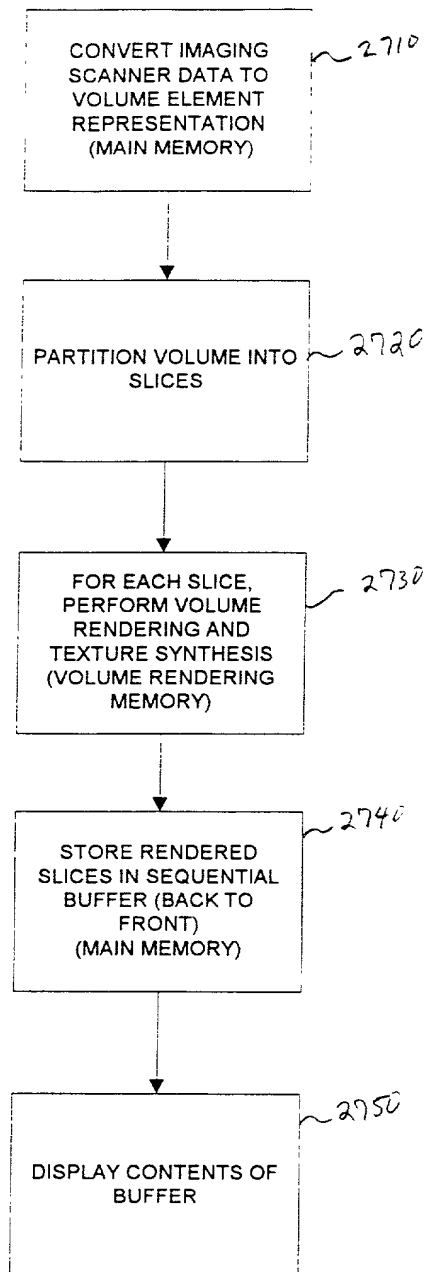 CONVERT IMAGING
SCANNER DATA TO
VOLUME ELEMENT
REPRESENTATION
(MAIN MEMORY)
2710
PARTITION VOLUME INTO
SLICES
2720
FOR EACH SLICE,
PERFORM VOLUME
RENDERING AND
TEXTURE SYNTHESIS
(VOLUME RENDERING
MEMORY)
2730
STORE RENDERED
SLICES IN SEQUENTIAL
BUFFER (BACK TO
FRONT)
(MAIN MEMORY)
2740
DISPLAY CONTENTS OF
BUFFER
2750